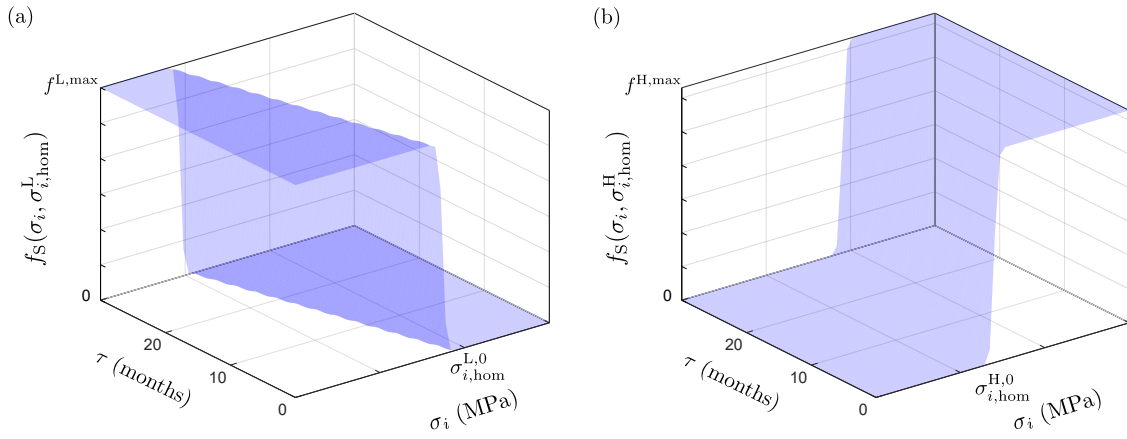 (a)
f^{L,max}
f_S(σ_i, σ^L_{i,hom})
0
20
10
0
τ (months)
σ^{L,0}_{i,hom}
σ_i (MPa)
(b)
f^{H,max}
f_S(σ_i, σ^H_{i,hom})
0
20
10
0
τ (months)
σ^{H,0}_{i,hom}
σ_i (MPa)